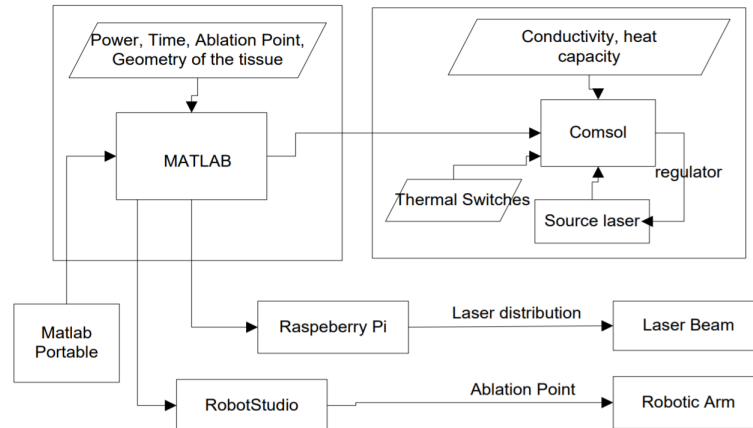 Power, Time, Ablation Point,
Geometry of the tissue
Conductivity, heat
capacity
MATLAB
Comsol
regulator
Thermal Switches
Source laser
Matlab
Portable
Raspeberry Pi
Laser distribution
Laser Beam
RobotStudio
Ablation Point
Robotic Arm